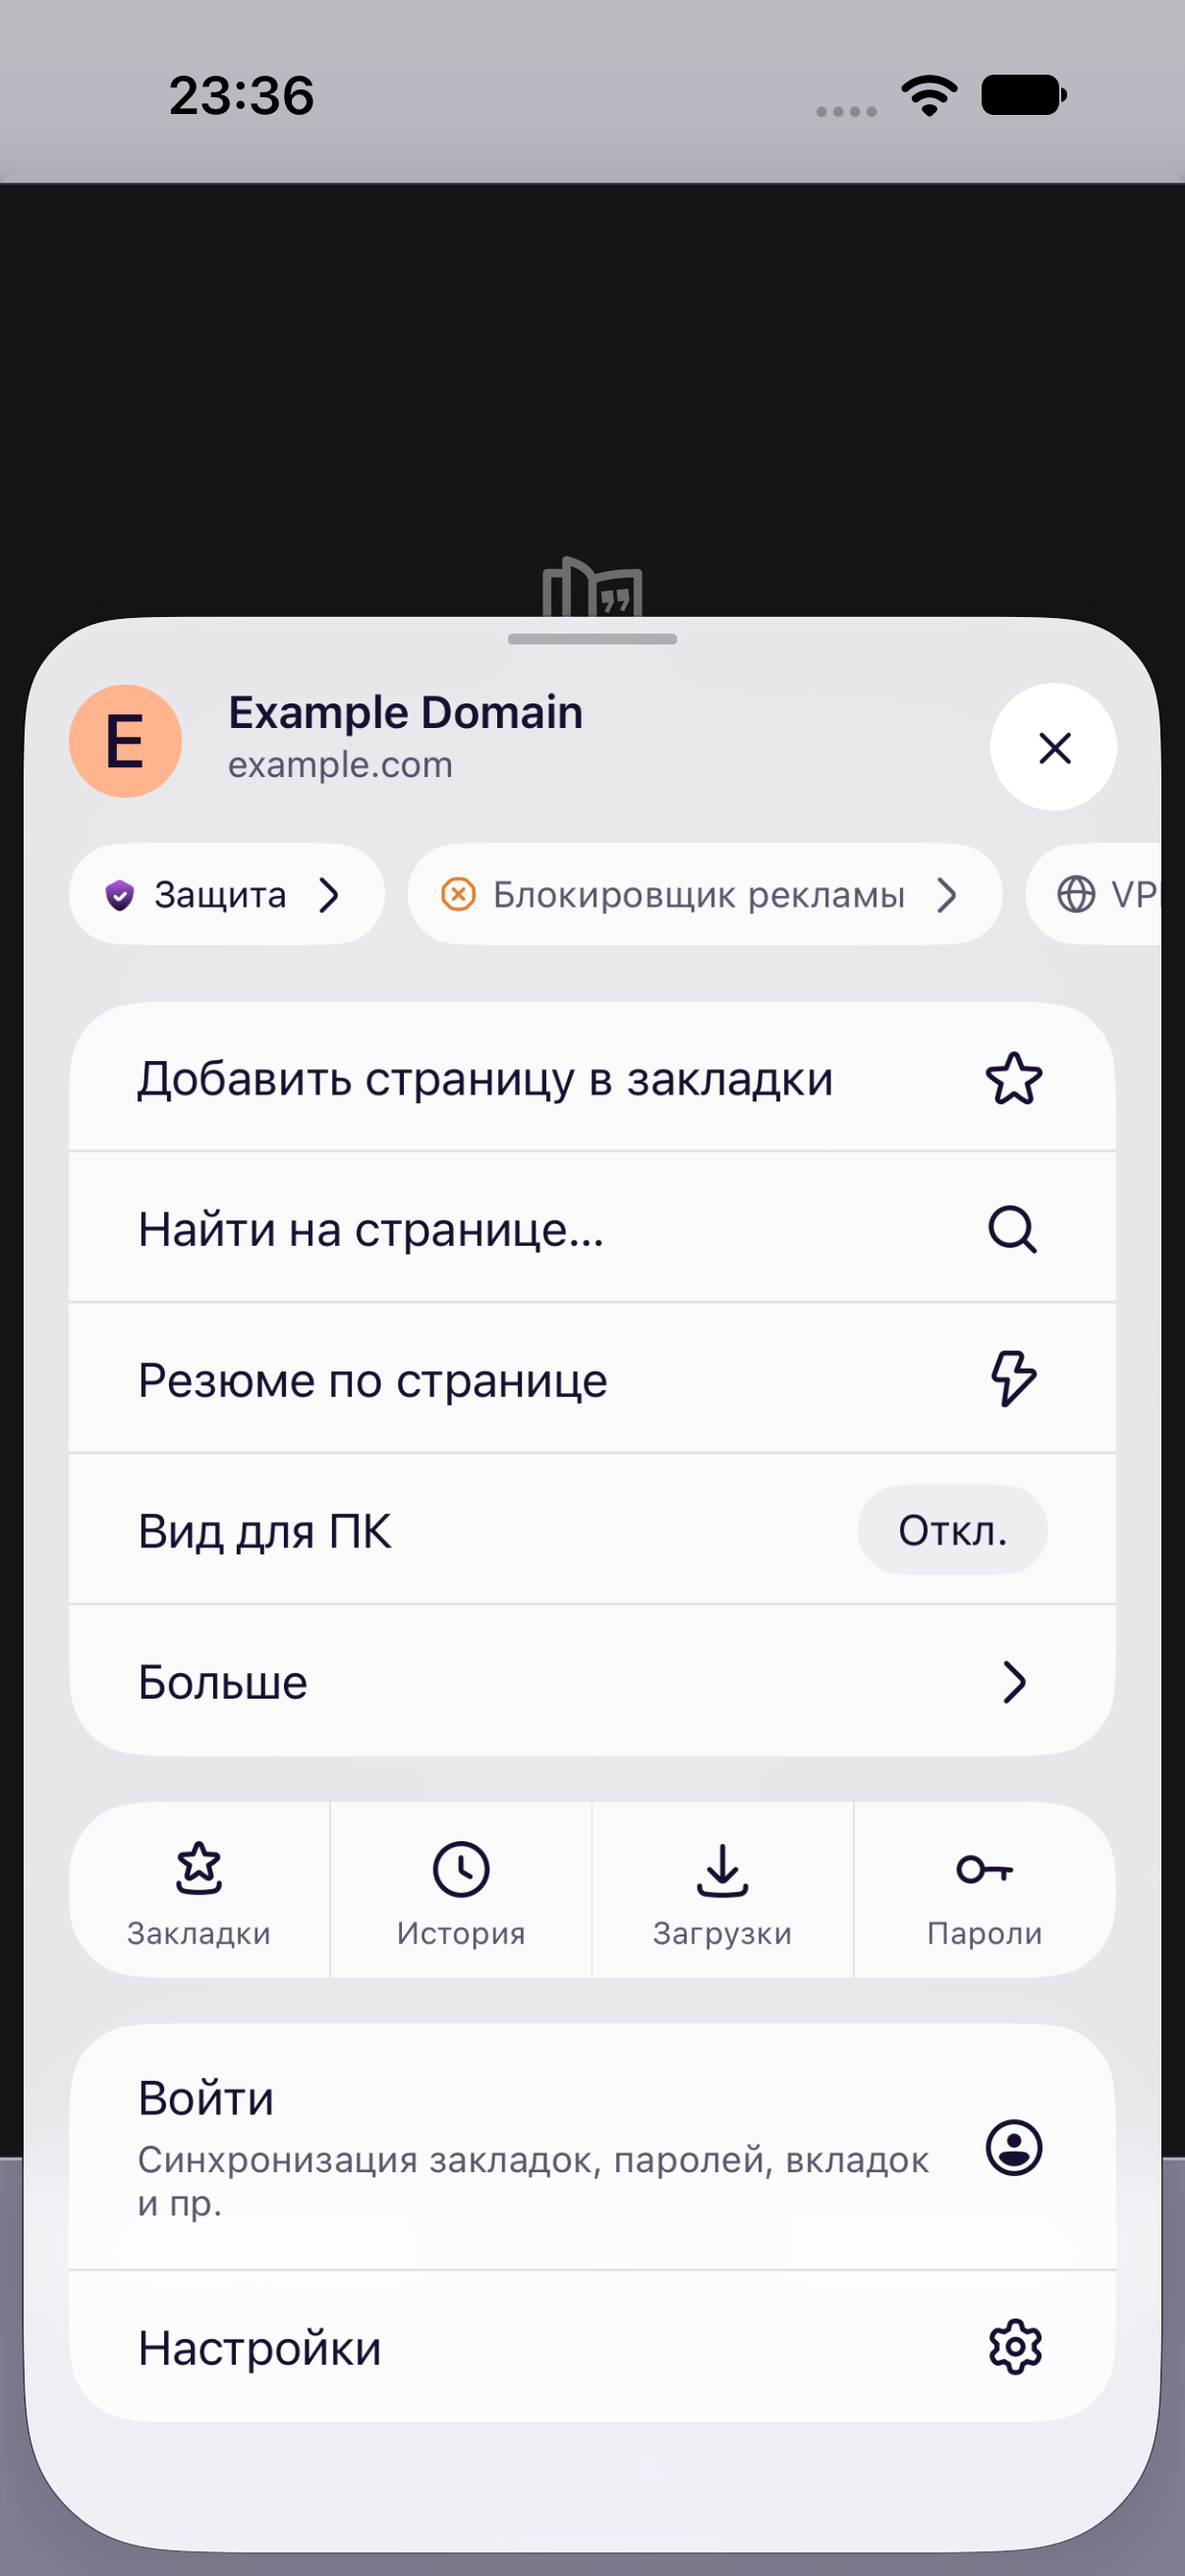 23:36
E
Example Domain
example.com
Защита
Блокировщик рекламы
Добавить страницу в закладки
Найти на странице...
Резюме по странице
Вид для ПК
Откл.
Больше
Закладки
История
Загрузки
Пароли
Войти
Синхронизация закладок, паролей, вкладок
и пр.
Настройки